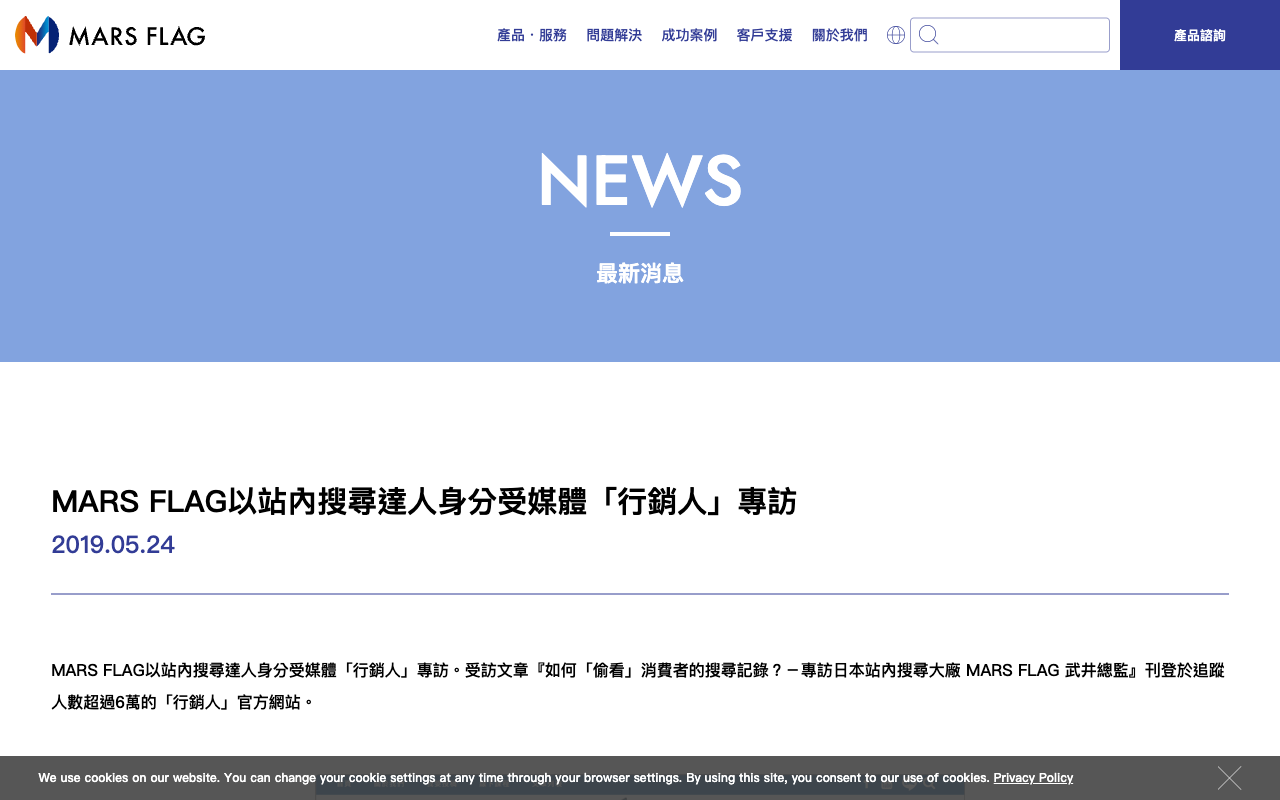 MARS FLAG
產品・服務 問題解決 成功案例 客戶支援 關於我們
產品諮詢
NEWS
最新消息
MARS FLAG以站內搜尋達人身分受媒體「行銷人」專訪
2019.05.24
MARS FLAG以站內搜尋達人身分受媒體「行銷人」專訪。受訪文章『如何「偷看」消費者的搜尋記錄？－專訪日本站內搜尋大廠 MARS FLAG 武井總監』刊登於追蹤
人數超過6萬的「行銷人」官方網站。
We use cookies on our website. You can change your cookie settings at any time through your browser settings. By using this site, you consent to our use of cookies. Privacy Policy